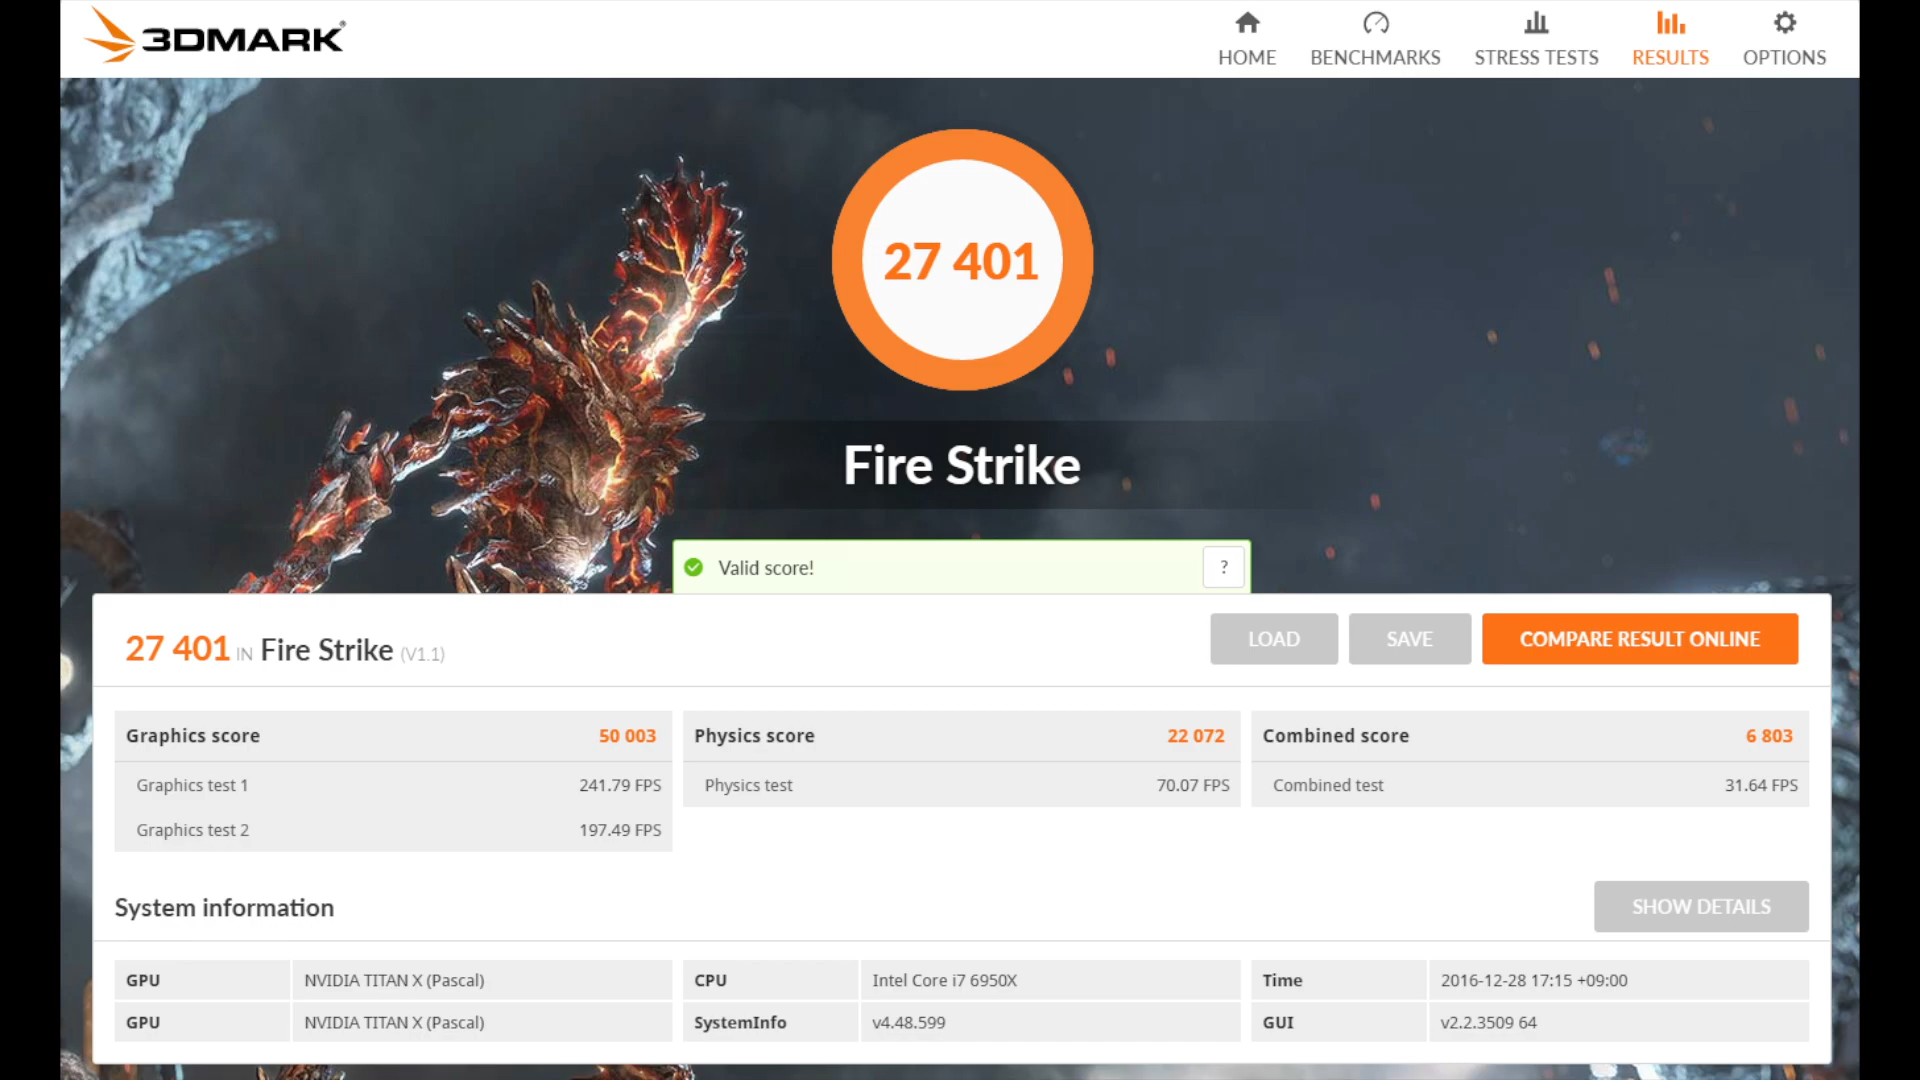 3DMARK®
HOME BENCHMARKS STRESS TESTS RESULTS OPTIONS
27 401
Fire Strike
Valid score! ?
27 401 IN Fire Strike (V1.1)
LOAD SAVE COMPARE RESULT ONLINE
Graphics score 50 003 Physics score 22 072 Combined score 6 803
Graphics test 1 241.79 FPS Physics test 70.07 FPS Combined test 31.64 FPS
Graphics test 2 197.49 FPS
System information SHOW DETAILS
GPU NVIDIA TITAN X (Pascal) CPU Intel Core i7 6950X Time 2016-12-28 17:15 +09:00
GPU NVIDIA TITAN X (Pascal) SystemInfo v4.48.599 GUI v2.2.3509 64